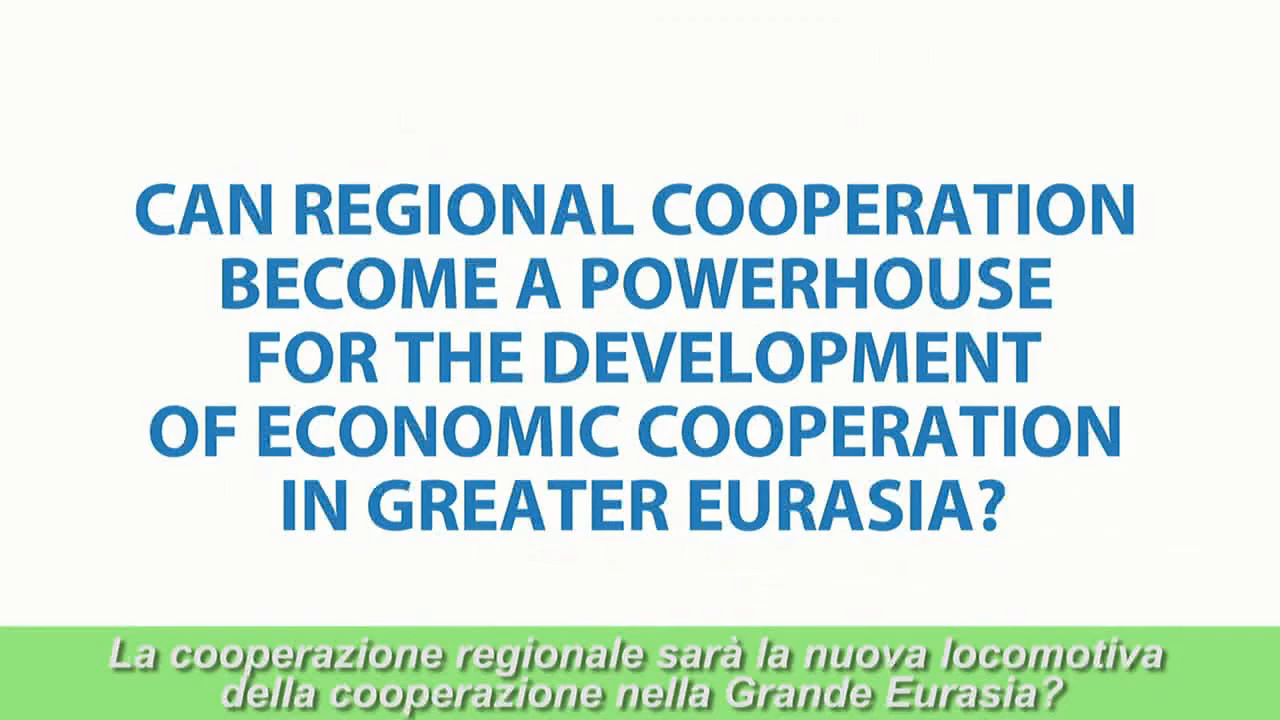 CAN REGIONAL COOPERATION
BECOME A POWERHOUSE
FOR THE DEVELOPMENT
OF ECONOMIC COOPERATION
IN GREATER EURASIA?
La cooperazione regionale sarà la nuova locomotiva
della cooperazione nella Grande Eurasia?